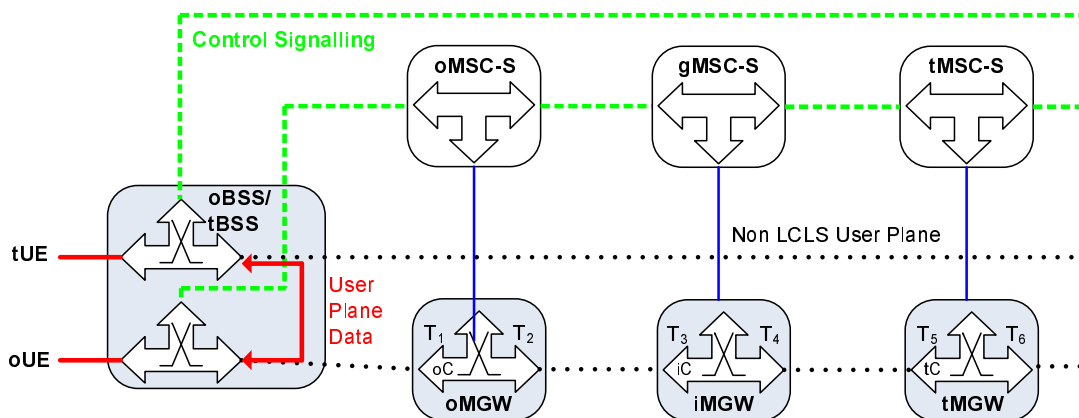 Control Signalling
oMSC-S
gMSC-S
tMSC-S
oBSS/
tBSS
tUE
Non LCLS User Plane
User
Plane
Data
oUE
T1
T2
oC
oMGW
T3
T4
iC
iMGW
T5
T6
tC
tMGW